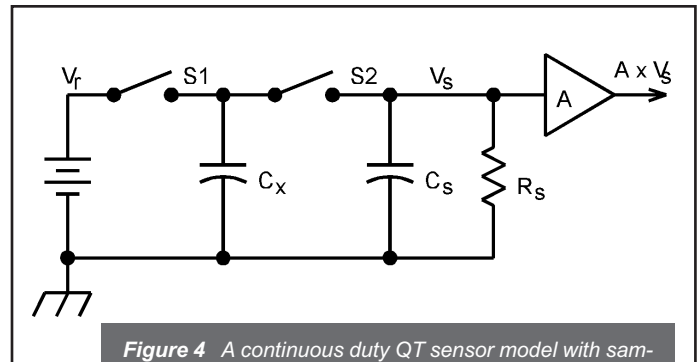 Vr S1 S2 Vs A x Vs
A
Cx Cs Rs
Figure 4 A continuous duty QT sensor model with sam-